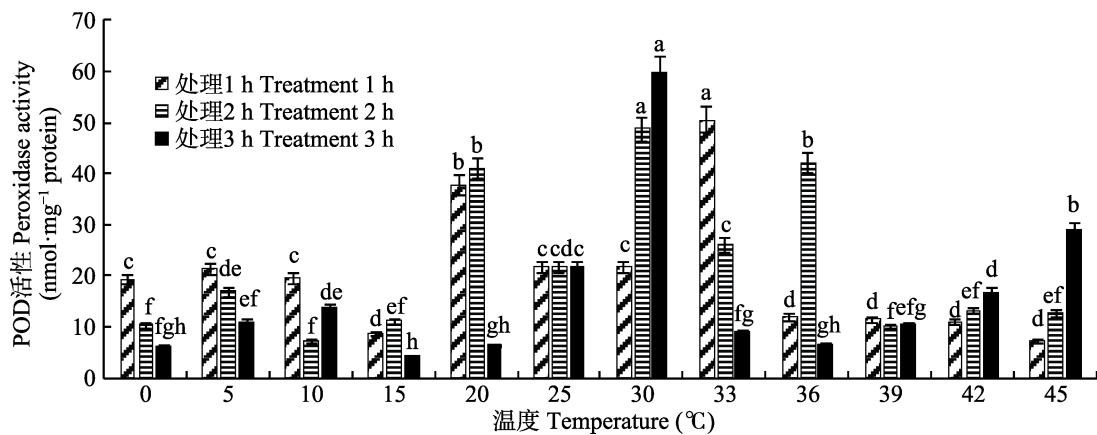 POD活性 Peroxidase activity
(nmol·mg⁻¹ protein)
70
60
50
40
30
20
10
0
处理1 h Treatment 1 h
处理2 h Treatment 2 h
处理3 h Treatment 3 h
c f fgh
c de ef
c f de
d ef h
b b gh
c cd c
c a a
a c fg
d b gh
d f efg
d ef d
d ef b
0 5 10 15 20 25 30 33 36 39 42 45
温度 Temperature (℃)